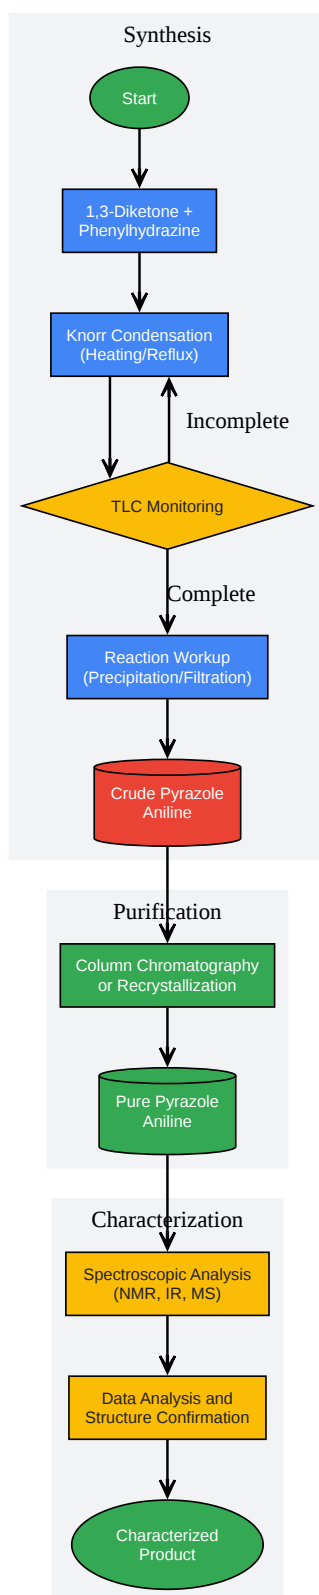 Synthesis
Start
1,3-Diketone +
Phenylhydrazine
Knorr Condensation
(Heating/Reflux)
Incomplete
TLC Monitoring
Complete
Reaction Workup
(Precipitation/Filtration)
Crude Pyrazole
Aniline
Purification
Column Chromatography
or Recrystallization
Pure Pyrazole
Aniline
Characterization
Spectroscopic Analysis
(NMR, IR, MS)
Data Analysis and
Structure Confirmation
Characterized
Product